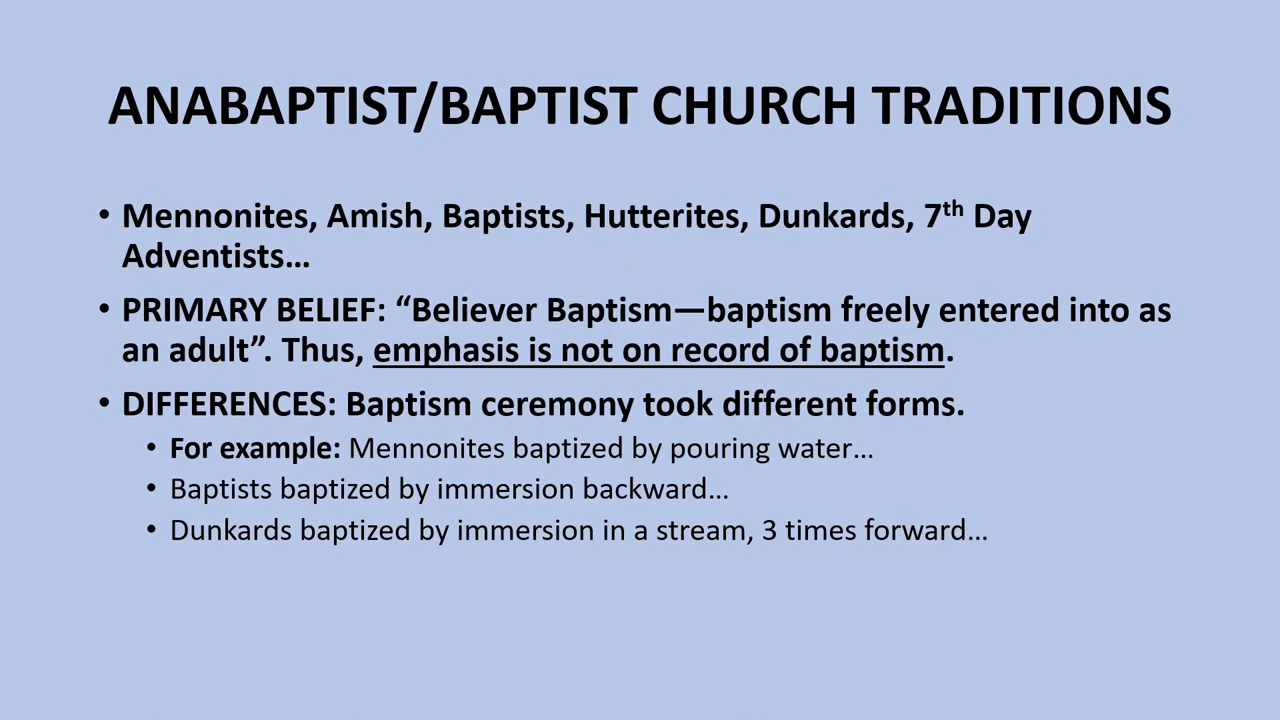 ANABAPTIST/BAPTIST CHURCH TRADITIONS
• Mennonites, Amish, Baptists, Hutterites, Dunkards, 7th Day
Adventists…
• PRIMARY BELIEF: “Believer Baptism—baptism freely entered into as
an adult”. Thus, emphasis is not on record of baptism.
• DIFFERENCES: Baptism ceremony took different forms.
• For example: Mennonites baptized by pouring water…
• Baptists baptized by immersion backward…
• Dunkards baptized by immersion in a stream, 3 times forward…